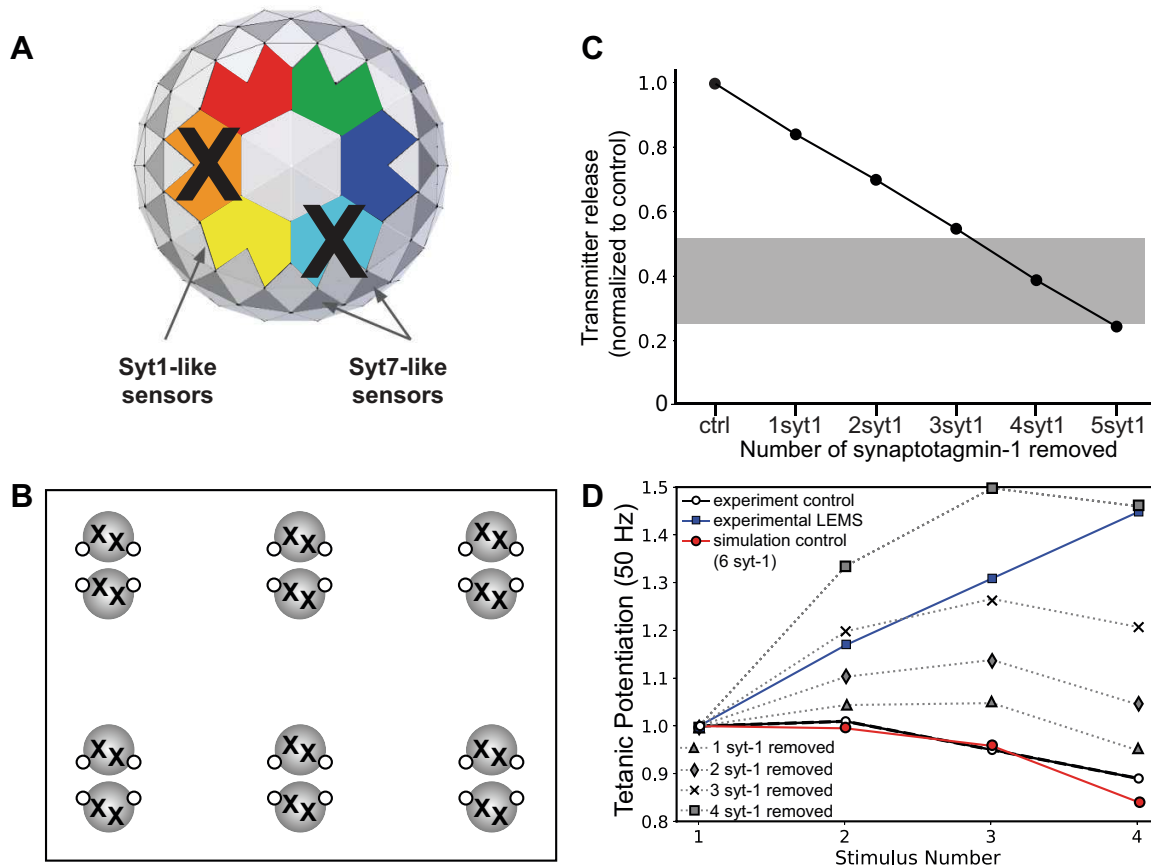 A
X
X
Syt1-like
sensors
Syt7-like
sensors
B
X X X X X X
X X X X X X
X X X X X X
X X X X X X
C
Transmitter release
(normalized to control)
1.0
0.8
0.6
0.4
0.2
0
ctrl 1syt1 2syt1 3syt1 4syt1 5syt1
Number of synaptotagmin-1 removed
D
Tetanic Potentiation (50 Hz)
1.5
1.4
1.3
1.2
1.1
1.0
0.9
0.8
experiment control
experimental LEMS
simulation control
(6 syt-1)
1 syt-1 removed
2 syt-1 removed
3 syt-1 removed
4 syt-1 removed
1 2 3 4
Stimulus Number